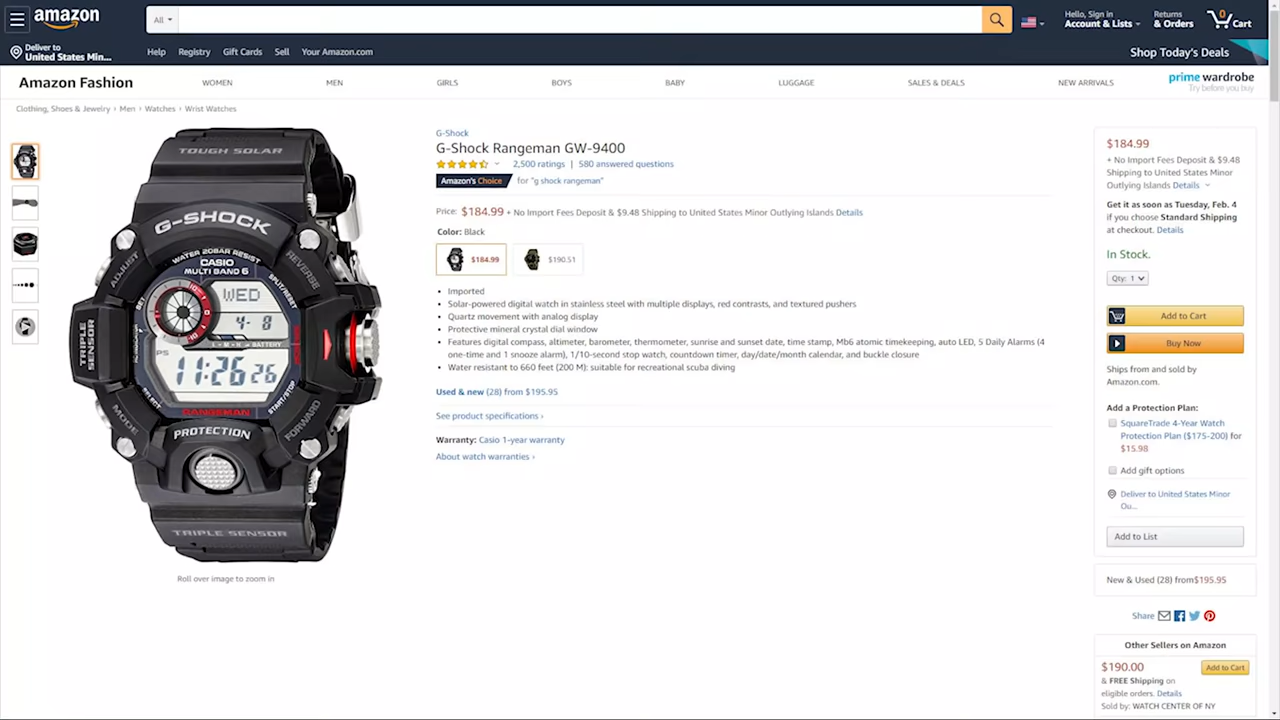 amazon
All
Hello, Sign in
Account & Lists
Returns
& Orders
0
Cart
Deliver to
United States Min...
Help
Registry
Gift Cards
Sell
Your Amazon.com
Shop Today's Deals
Amazon Fashion
WOMEN
MEN
GIRLS
BOYS
BABY
LUGGAGE
SALES & DEALS
NEW ARRIVALS
prime wardrobe
Try before you buy
Clothing, Shoes & Jewelry › Men › Watches › Wrist Watches
TOUGH SOLAR
G-SHOCK
WATER 20BAR RESIST
CASIO
MULTI BAND 6
ADJUST
REVERSE
SPLIT/RESET
WED
4- 8
L • M • H • BATTERY
TRIPLE SENSOR
PS
11:26 26
SELECT
RANGEMAN
START/STOP
MODE
FORWARD
PROTECTION
TRIPLE SENSOR
Roll over image to zoom in
G-Shock
G-Shock Rangeman GW-9400
2,500 ratings | 580 answered questions
Amazon's Choice for "g shock rangeman"
Price: $184.99 + No Import Fees Deposit & $9.48 Shipping to United States Minor Outlying Islands Details
Color: Black
$184.99
$190.51
• Imported
• Solar-powered digital watch in stainless steel with multiple displays, red contrasts, and textured pushers
• Quartz movement with analog display
• Protective mineral crystal dial window
• Features digital compass, altimeter, barometer, thermometer, sunrise and sunset date, time stamp, Mb6 atomic timekeeping, auto LED, 5 Daily Alarms (4
one-time and 1 snooze alarm), 1/10-second stop watch, countdown timer, day/date/month calendar, and buckle closure
• Water resistant to 660 feet (200 M): suitable for recreational scuba diving
Used & new (28) from $195.95
See product specifications ›
Warranty: Casio 1-year warranty
About watch warranties ›
$184.99
+ No Import Fees Deposit & $9.48
Shipping to United States Minor
Outlying Islands Details
Get it as soon as Tuesday, Feb. 4
if you choose Standard Shipping
at checkout. Details
In Stock.
Qty: 1
Add to Cart
Buy Now
Ships from and sold by
Amazon.com.
Add a Protection Plan:
SquareTrade 4-Year Watch
Protection Plan ($175-200) for
$15.98
Add gift options
Deliver to United States Minor
Ou...
Add to List
New & Used (28) from$195.95
Share
Other Sellers on Amazon
$190.00
Add to Cart
& FREE Shipping on
eligible orders. Details
Sold by: WATCH CENTER OF NY